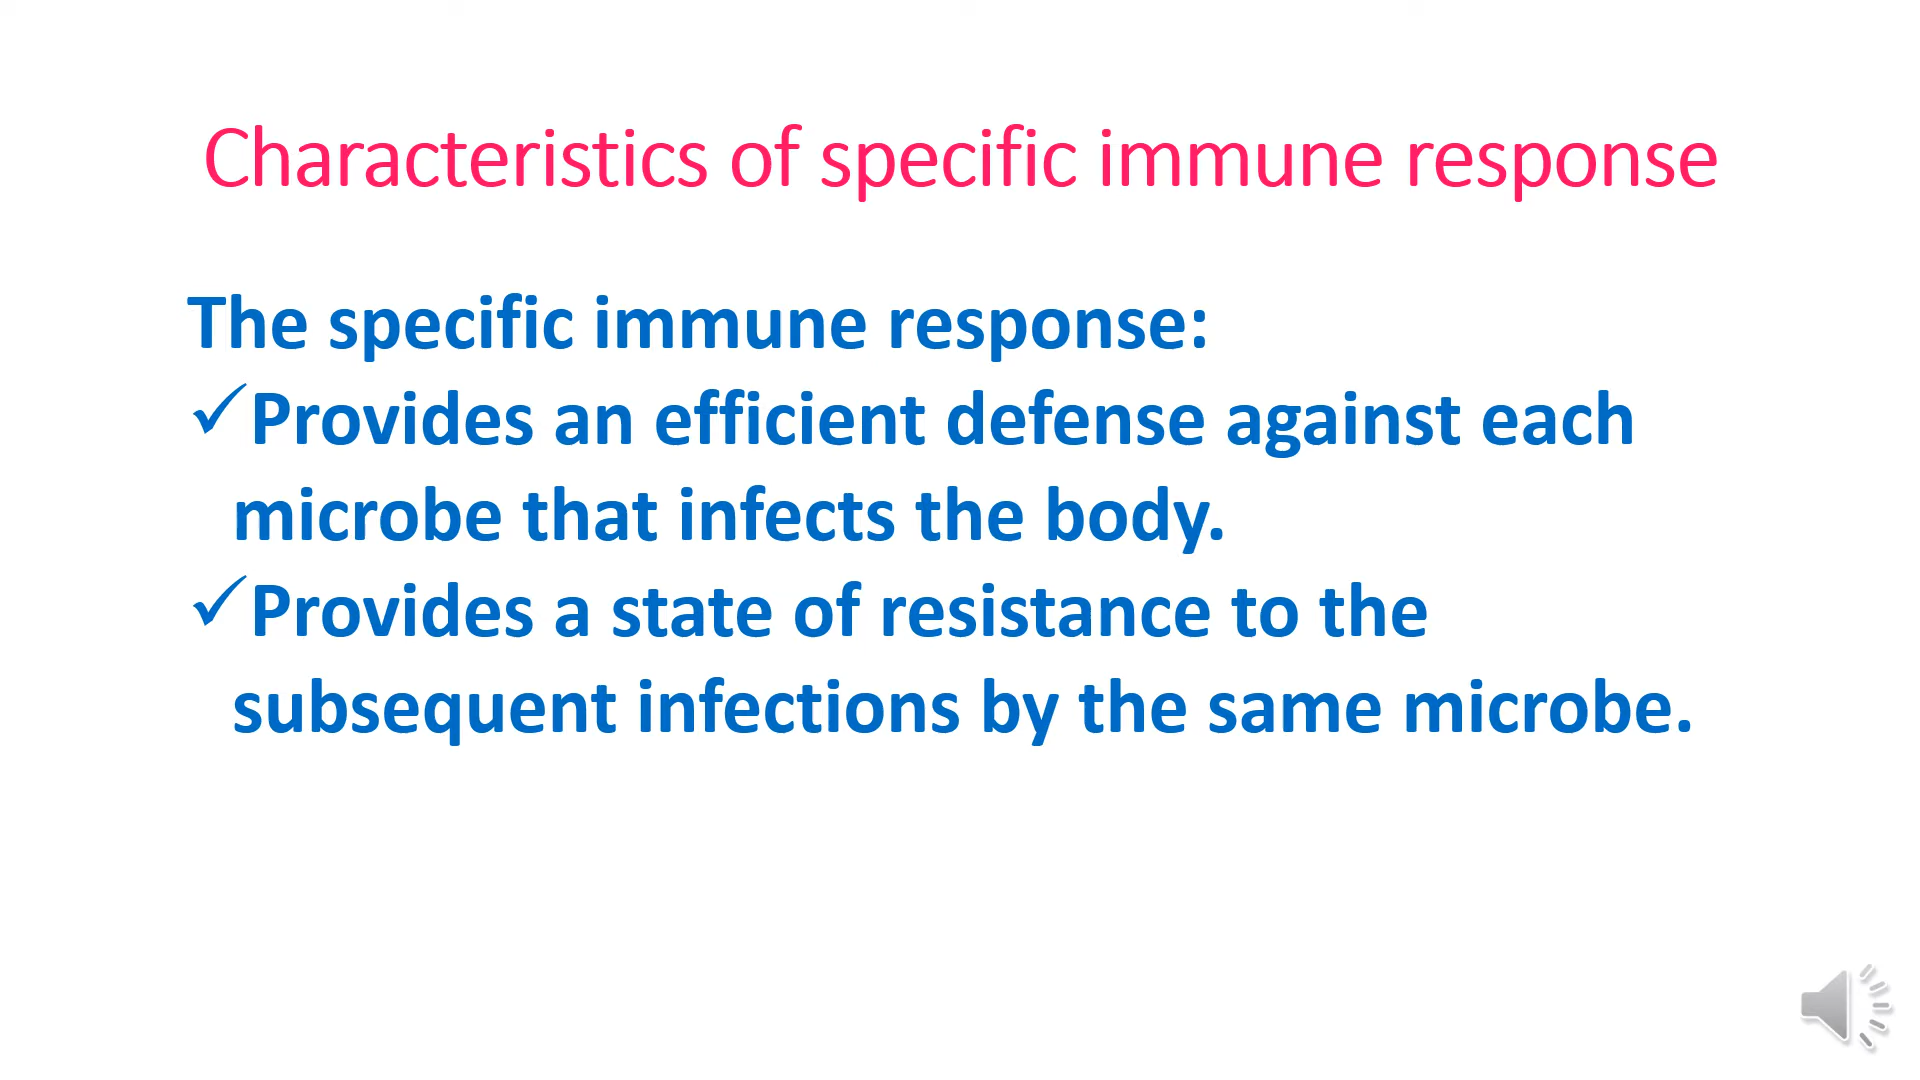 Characteristics of specific immune response
The specific immune response:
✓Provides an efficient defense against each
microbe that infects the body.
✓Provides a state of resistance to the
subsequent infections by the same microbe.